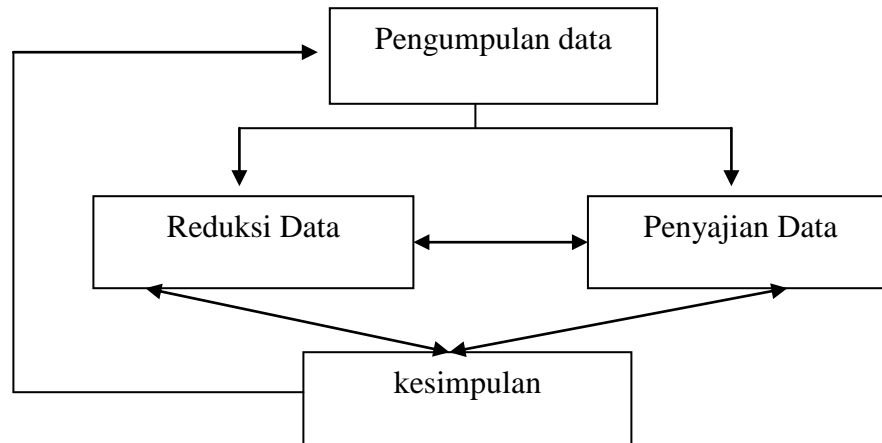 Pengumpulan data
Reduksi Data
Penyajian Data
kesimpulan